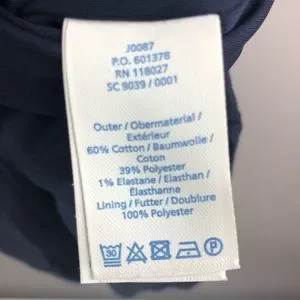 J0087
P.O. 601378
RN 118027
SC 9039 / 0001
Outer / Obermaterial /
Extérieur
60% Cotton / Baumwolle /
Coton
39% Polyester
1% Elastane / Elasthan /
Élasthanne
Lining / Futter / Doublure
100% Polyester
30
P